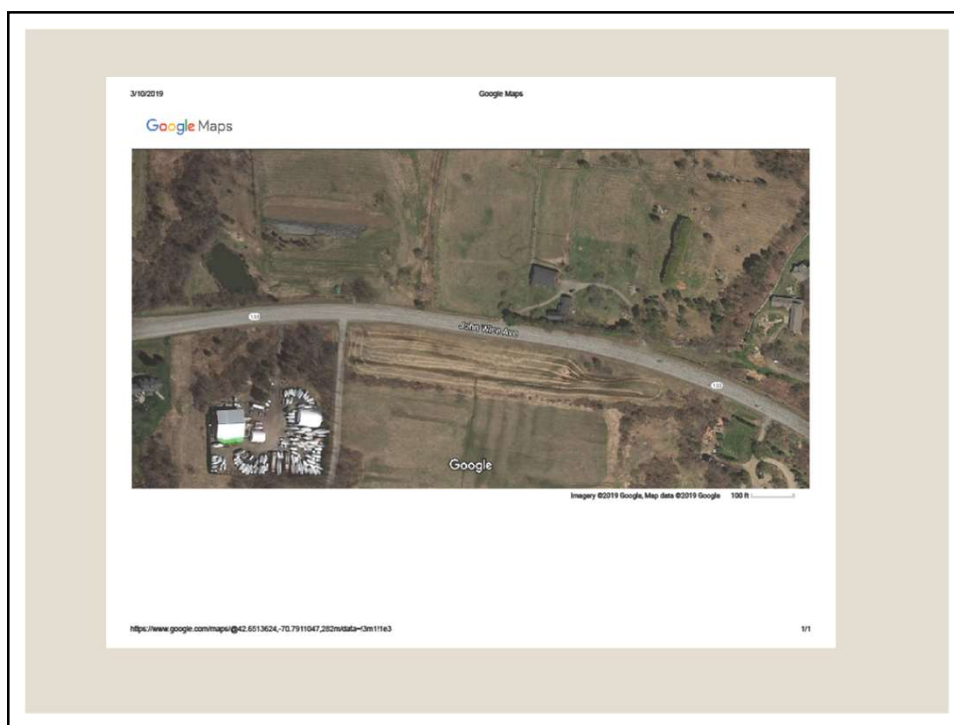 3/10/2019 Google Maps
Google Maps
133
John Wise Ave
133
Google
Imagery ©2019 Google, Map data ©2019 Google 100 ft
https://www.google.com/maps/@42.6513624,-70.7911047,282m/data=!3m1!1e3 1/1